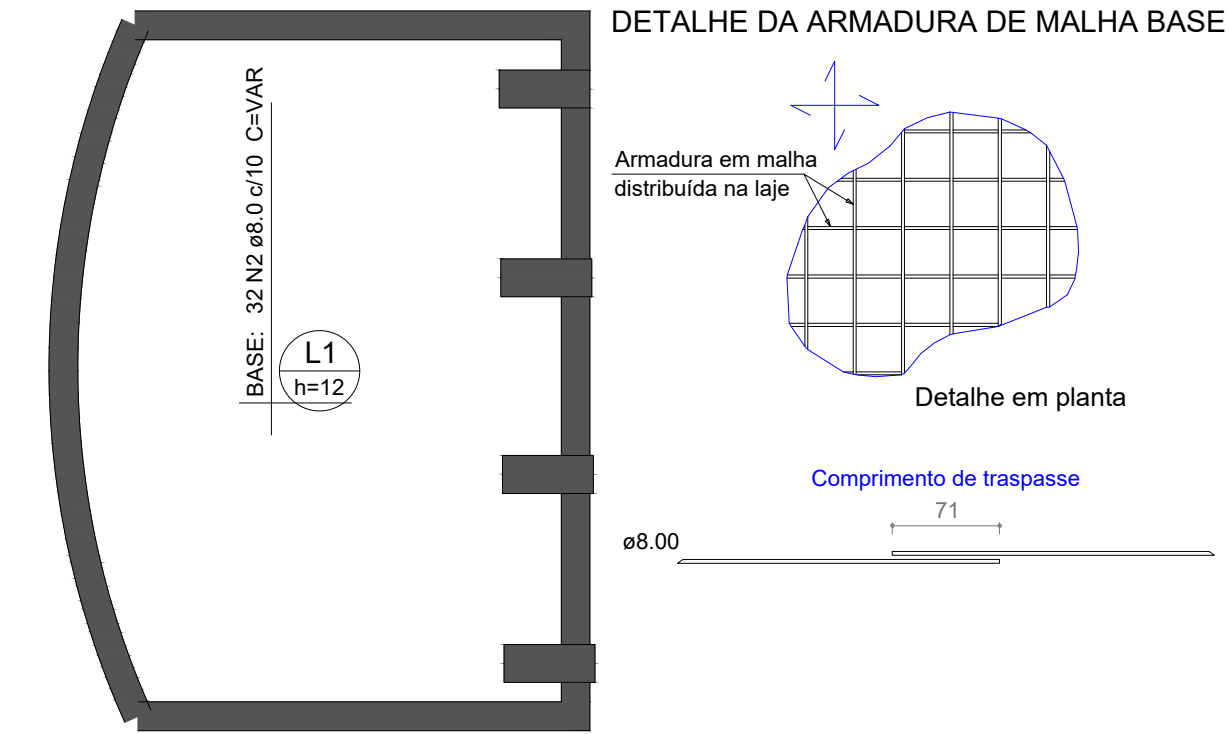 DETALHE DA ARMADURA DE MALHA BASE
BASE: 32 N2 ø8.0 c/10 C=VAR
L1
h=12
Armadura em malha
distribuída na laje
Detalhe em planta
Comprimento de traspasse
71
ø8.00